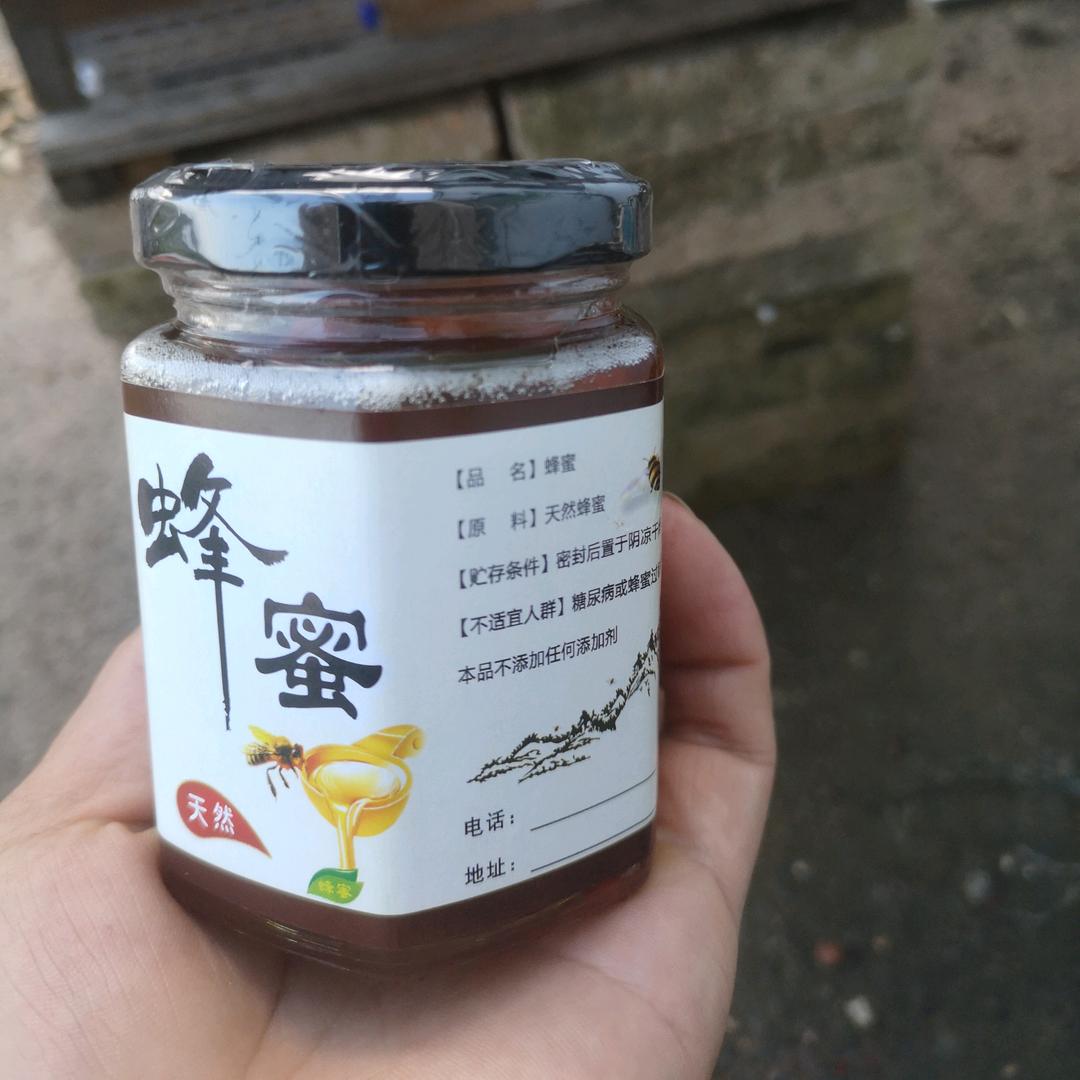 蜂蜜
天然
蜂蜜
【品 名】蜂蜜
【原 料】天然蜂蜜
【贮存条件】密封后置于阴凉干
【不适宜人群】糖尿病或蜂蜜过
本品不添加任何添加剂
电话：
地址：